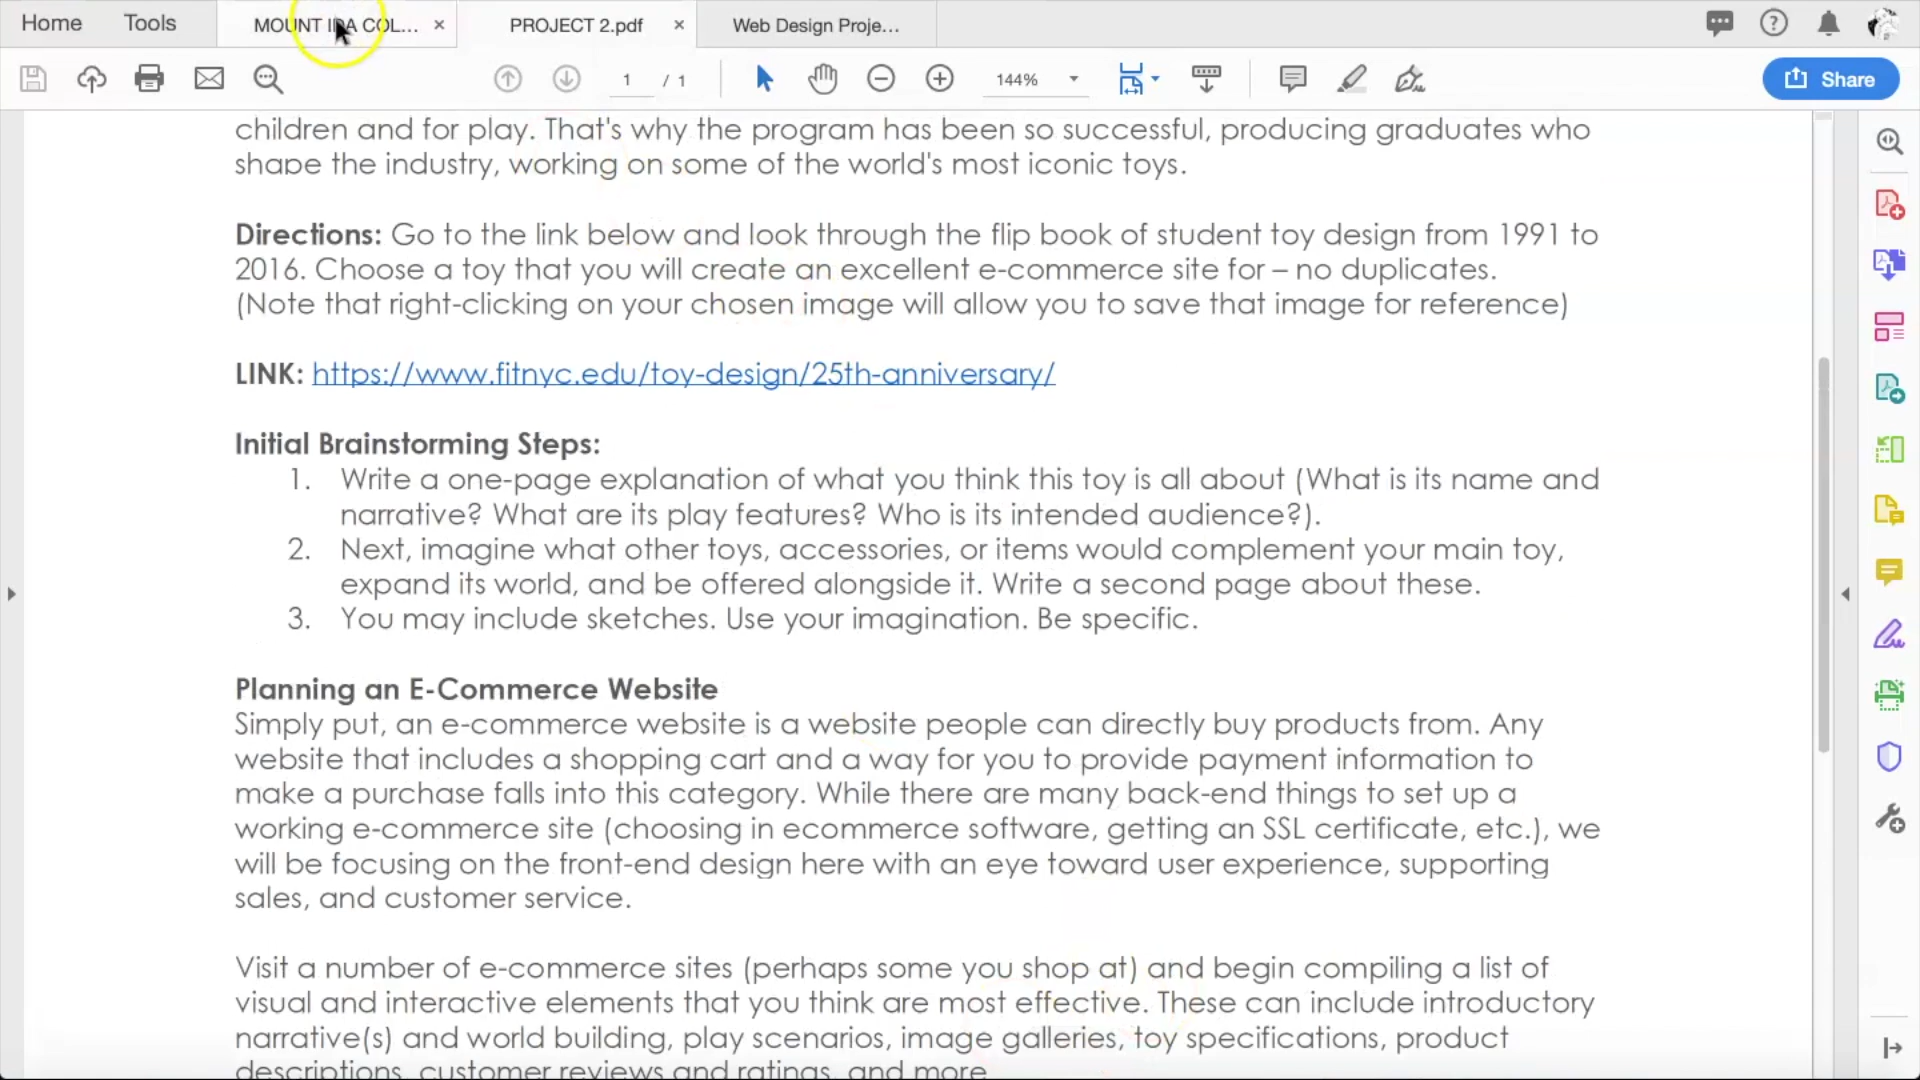 Home Tools MOUNT IDA COL... × PROJECT 2.pdf × Web Design Proje...
1 / 1 144% Share
children and for play. That's why the program has been so successful, producing graduates who
shape the industry, working on some of the world's most iconic toys.
Directions: Go to the link below and look through the flip book of student toy design from 1991 to
2016. Choose a toy that you will create an excellent e-commerce site for – no duplicates.
(Note that right-clicking on your chosen image will allow you to save that image for reference)
LINK: https://www.fitnyc.edu/toy-design/25th-anniversary/
Initial Brainstorming Steps:
1. Write a one-page explanation of what you think this toy is all about (What is its name and
narrative? What are its play features? Who is its intended audience?).
2. Next, imagine what other toys, accessories, or items would complement your main toy,
expand its world, and be offered alongside it. Write a second page about these.
3. You may include sketches. Use your imagination. Be specific.
Planning an E-Commerce Website
Simply put, an e-commerce website is a website people can directly buy products from. Any
website that includes a shopping cart and a way for you to provide payment information to
make a purchase falls into this category. While there are many back-end things to set up a
working e-commerce site (choosing in ecommerce software, getting an SSL certificate, etc.), we
will be focusing on the front-end design here with an eye toward user experience, supporting
sales, and customer service.
Visit a number of e-commerce sites (perhaps some you shop at) and begin compiling a list of
visual and interactive elements that you think are most effective. These can include introductory
narrative(s) and world building, play scenarios, image galleries, toy specifications, product
descriptions, customer reviews and ratings, and more